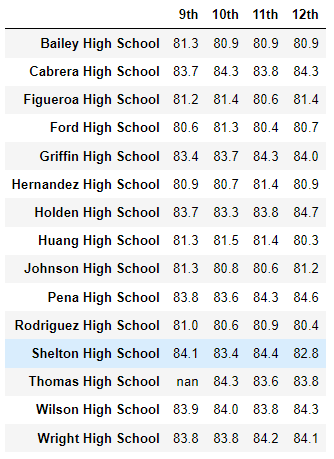 9th 10th 11th 12th
Bailey High School 81.3 80.9 80.9 80.9
Cabrera High School 83.7 84.3 83.8 84.3
Figueroa High School 81.2 81.4 80.6 81.4
Ford High School 80.6 81.3 80.4 80.7
Griffin High School 83.4 83.7 84.3 84.0
Hernandez High School 80.9 80.7 81.4 80.9
Holden High School 83.7 83.3 83.8 84.7
Huang High School 81.3 81.5 81.4 80.3
Johnson High School 81.3 80.8 80.6 81.2
Pena High School 83.8 83.6 84.3 84.6
Rodriguez High School 81.0 80.6 80.9 80.4
Shelton High School 84.1 83.4 84.4 82.8
Thomas High School nan 84.3 83.6 83.8
Wilson High School 83.9 84.0 83.8 84.3
Wright High School 83.8 83.8 84.2 84.1